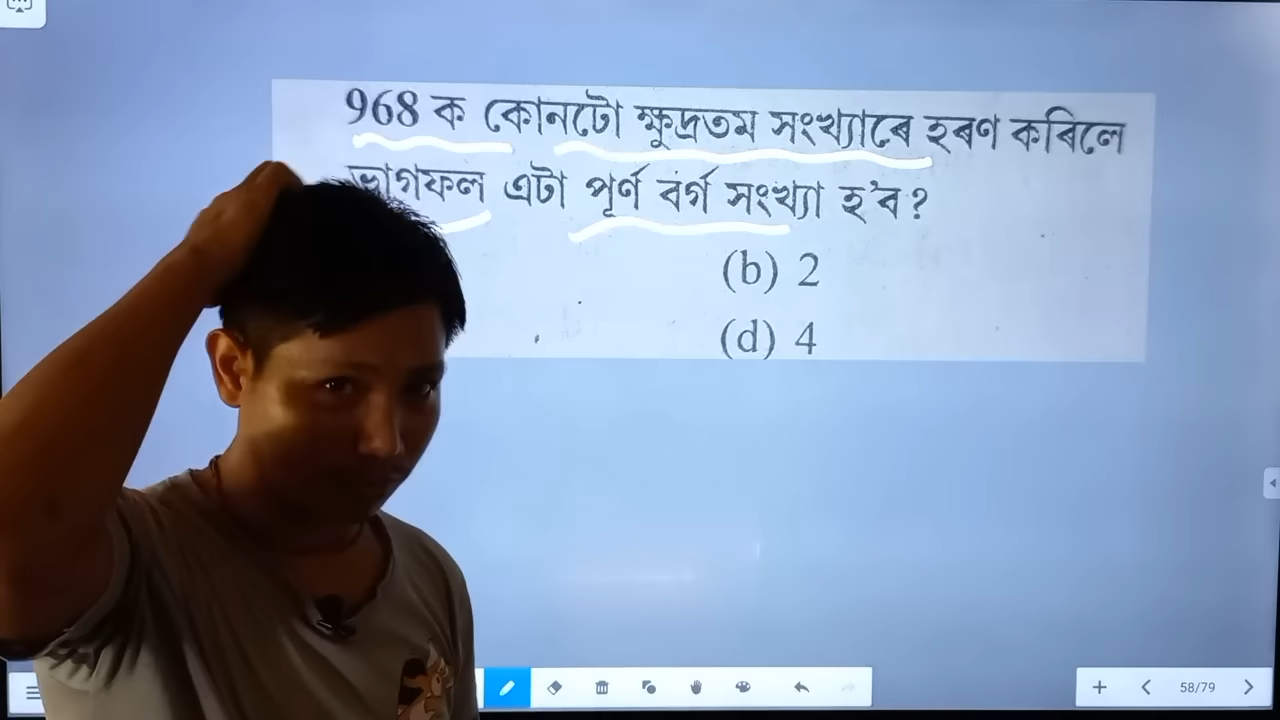 968 ক কোনটো ক্ষুদ্ৰতম সংখ্যাৰে হৰণ কৰিলে
ভাগফল এটা পূৰ্ণ বৰ্গ সংখ্যা হ'ব?
(b) 2
(d) 4
58/79